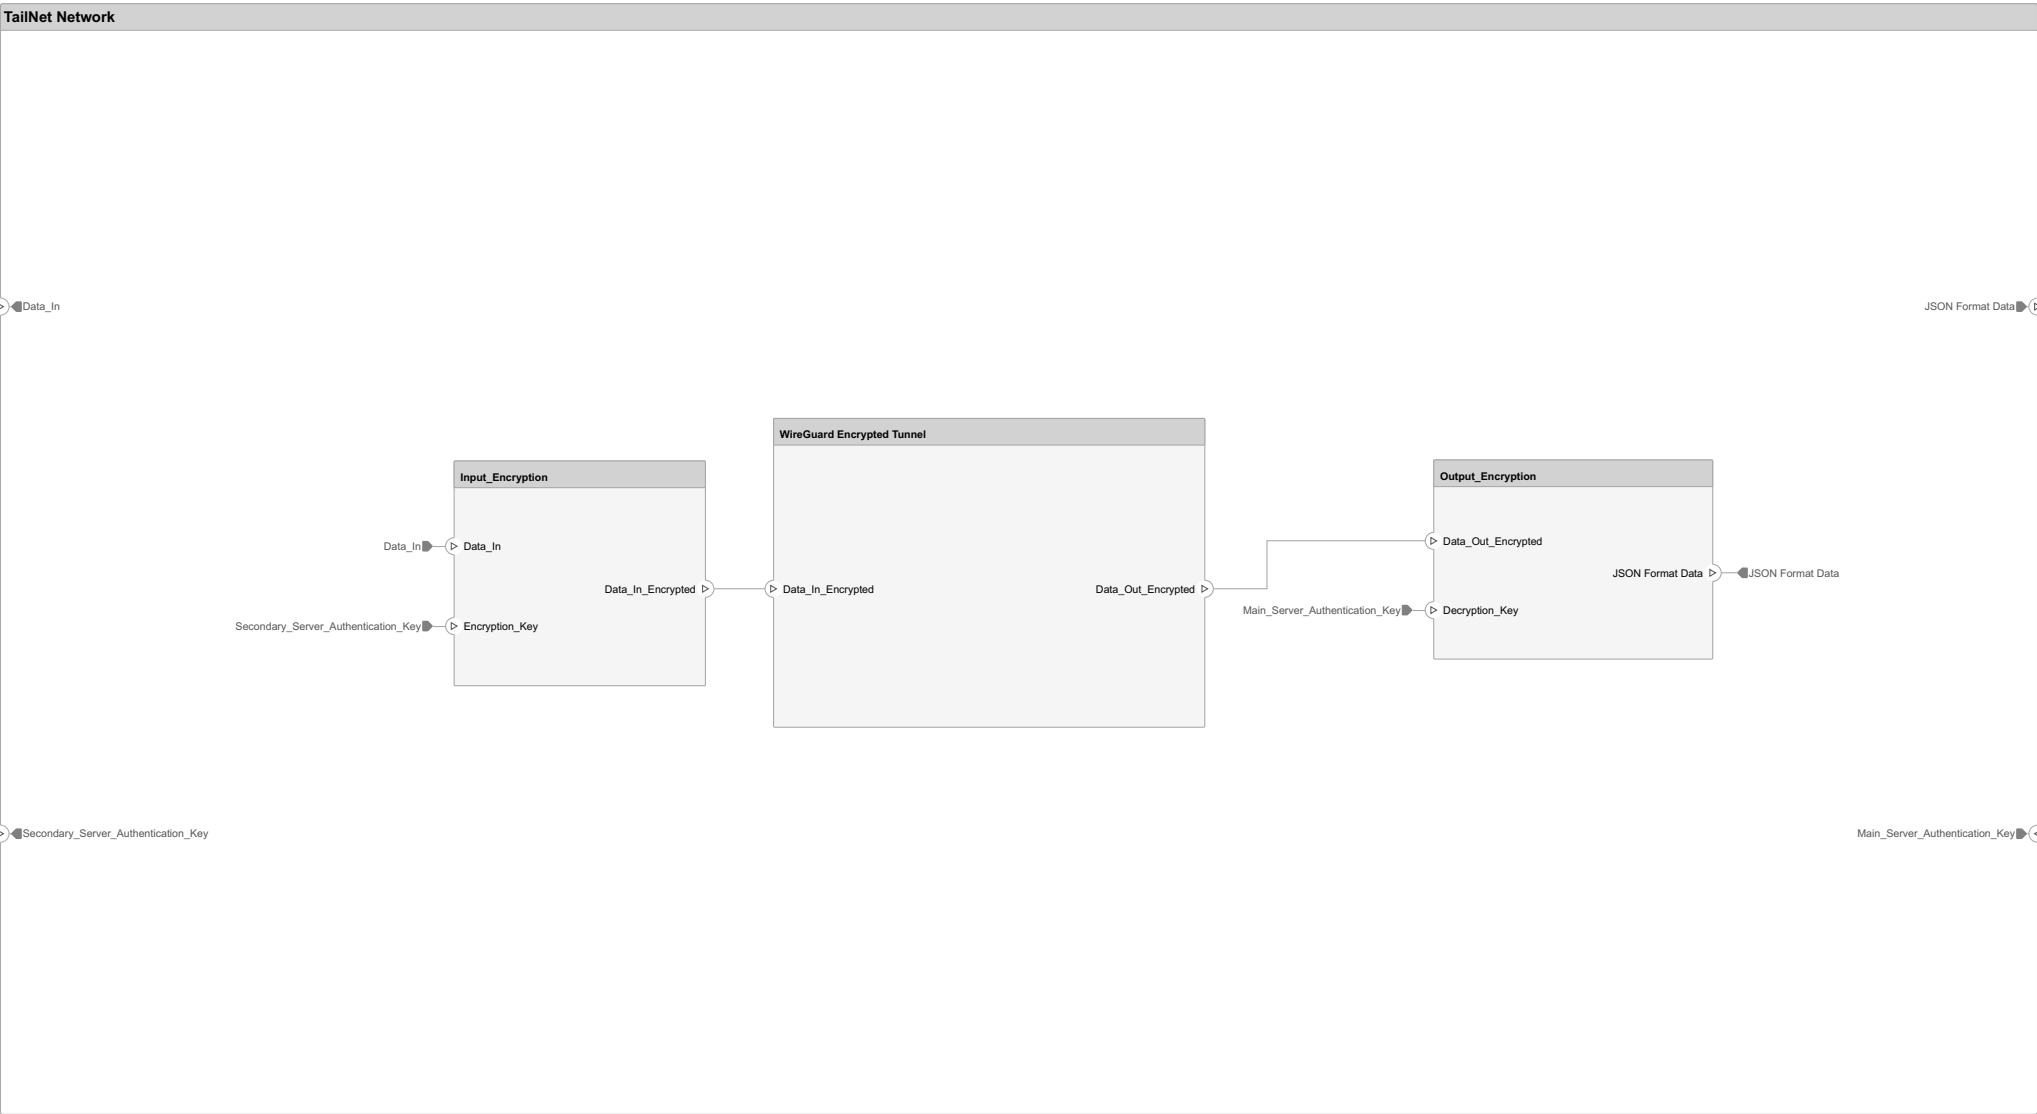 TailNet Network
Data_In
JSON Format Data
WireGuard Encrypted Tunnel
Input_Encryption
Output_Encryption
Data_In
Data_In
Data_Out_Encrypted
JSON Format Data
JSON Format Data
Data_In_Encrypted
Data_In_Encrypted
Data_Out_Encrypted
Main_Server_Authentication_Key
Decryption_Key
Secondary_Server_Authentication_Key
Encryption_Key
Secondary_Server_Authentication_Key
Main_Server_Authentication_Key